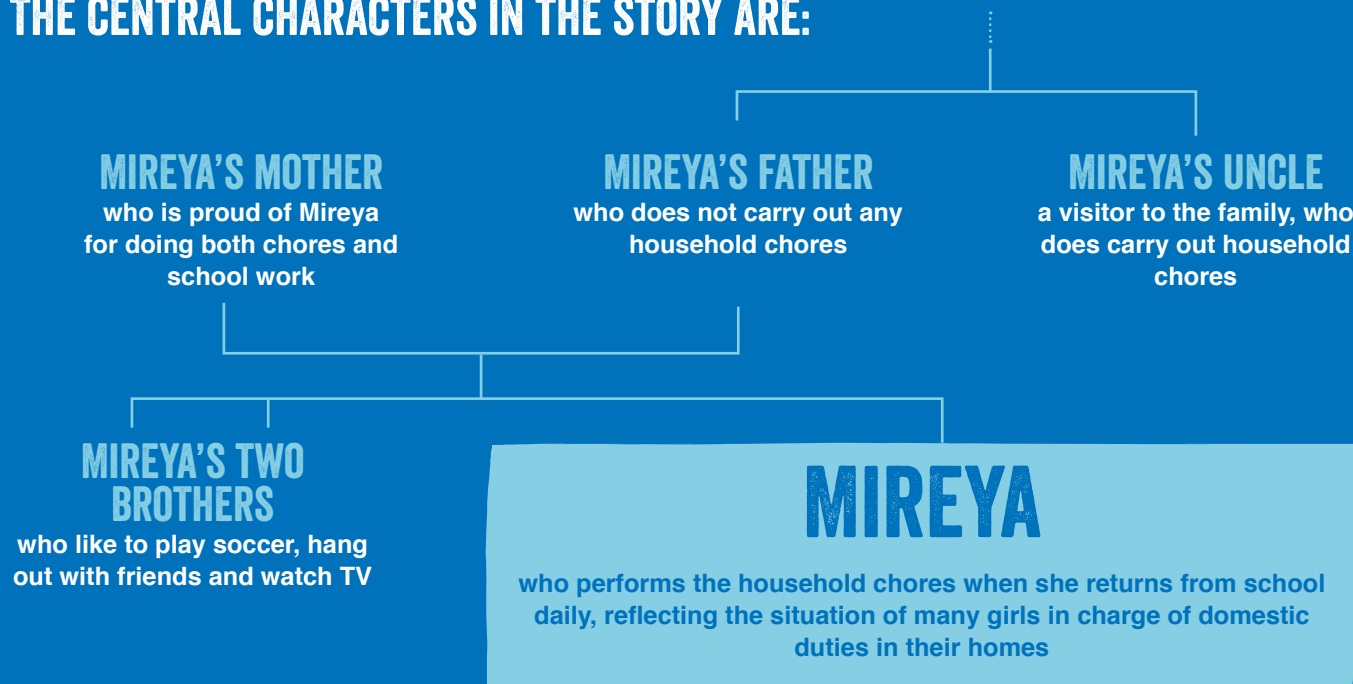 THE CENTRAL CHARACTERS IN THE STORY ARE:
MIREYA'S MOTHER
who is proud of Mireya
for doing both chores and
school work
MIREYA'S FATHER
who does not carry out any
household chores
MIREYA'S UNCLE
a visitor to the family, who
does carry out household
chores
MIREYA'S TWO
BROTHERS
who like to play soccer, hang
out with friends and watch TV
MIREYA
who performs the household chores when she returns from school
daily, reflecting the situation of many girls in charge of domestic
duties in their homes